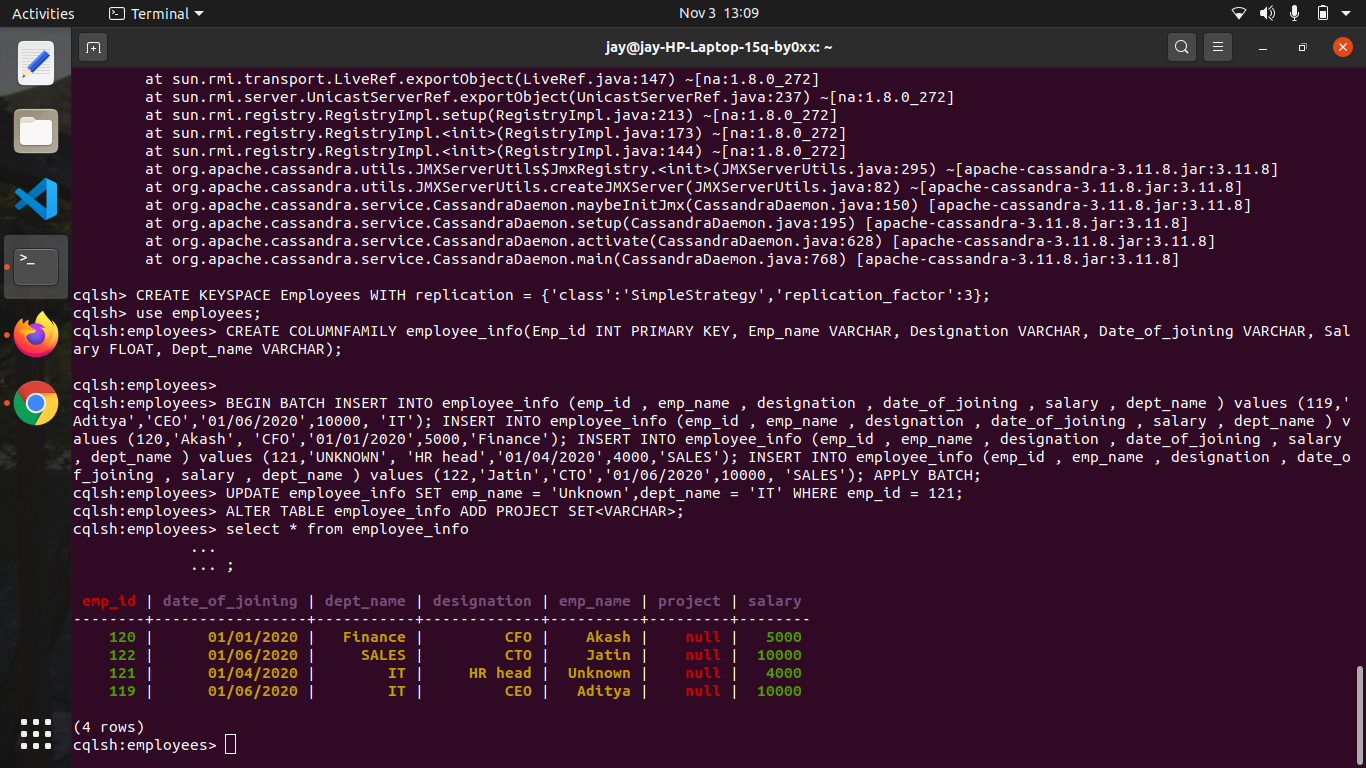 Activities Terminal Nov 3 13:09
jay@jay-HP-Laptop-15q-by0xx: ~
at sun.rmi.transport.LiveRef.exportObject(LiveRef.java:147) ~[na:1.8.0_272]
at sun.rmi.server.UnicastServerRef.exportObject(UnicastServerRef.java:237) ~[na:1.8.0_272]
at sun.rmi.registry.RegistryImpl.setup(RegistryImpl.java:213) ~[na:1.8.0_272]
at sun.rmi.registry.RegistryImpl.<init>(RegistryImpl.java:173) ~[na:1.8.0_272]
at sun.rmi.registry.RegistryImpl.<init>(RegistryImpl.java:144) ~[na:1.8.0_272]
at org.apache.cassandra.utils.JMXServerUtils$JmxRegistry.<init>(JMXServerUtils.java:295) ~[apache-cassandra-3.11.8.jar:3.11.8]
at org.apache.cassandra.utils.JMXServerUtils.createJMXServer(JMXServerUtils.java:82) ~[apache-cassandra-3.11.8.jar:3.11.8]
at org.apache.cassandra.service.CassandraDaemon.maybeInitJmx(CassandraDaemon.java:150) [apache-cassandra-3.11.8.jar:3.11.8]
at org.apache.cassandra.service.CassandraDaemon.setup(CassandraDaemon.java:195) [apache-cassandra-3.11.8.jar:3.11.8]
at org.apache.cassandra.service.CassandraDaemon.activate(CassandraDaemon.java:628) [apache-cassandra-3.11.8.jar:3.11.8]
at org.apache.cassandra.service.CassandraDaemon.main(CassandraDaemon.java:768) [apache-cassandra-3.11.8.jar:3.11.8]
cqlsh> CREATE KEYSPACE Employees WITH replication = {'class':'SimpleStrategy','replication_factor':3};
cqlsh> use employees;
cqlsh:employees> CREATE COLUMNFAMILY employee_info(Emp_id INT PRIMARY KEY, Emp_name VARCHAR, Designation VARCHAR, Date_of_joining VARCHAR, Sal
ary FLOAT, Dept_name VARCHAR);
cqlsh:employees>
cqlsh:employees> BEGIN BATCH INSERT INTO employee_info (emp_id , emp_name , designation , date_of_joining , salary , dept_name ) values (119,'
Aditya','CEO','01/06/2020',10000, 'IT'); INSERT INTO employee_info (emp_id , emp_name , designation , date_of_joining , salary , dept_name ) v
alues (120,'Akash', 'CFO','01/01/2020',5000,'Finance'); INSERT INTO employee_info (emp_id , emp_name , designation , date_of_joining , salary
, dept_name ) values (121,'UNKNOWN', 'HR head','01/04/2020',4000,'SALES'); INSERT INTO employee_info (emp_id , emp_name , designation , date_o
f_joining , salary , dept_name ) values (122,'Jatin','CTO','01/06/2020',10000, 'SALES'); APPLY BATCH;
cqlsh:employees> UPDATE employee_info SET emp_name = 'Unknown',dept_name = 'IT' WHERE emp_id = 121;
cqlsh:employees> ALTER TABLE employee_info ADD PROJECT SET<VARCHAR>;
cqlsh:employees> select * from employee_info
...
... ;
emp_id | date_of_joining | dept_name | designation | emp_name | project | salary
--------+-----------------+-----------+-------------+----------+---------+--------
120 | 01/01/2020 | Finance | CFO | Akash | null | 5000
122 | 01/06/2020 | SALES | CTO | Jatin | null | 10000
121 | 01/04/2020 | IT | HR head | Unknown | null | 4000
119 | 01/06/2020 | IT | CEO | Aditya | null | 10000
(4 rows)
cqlsh:employees>